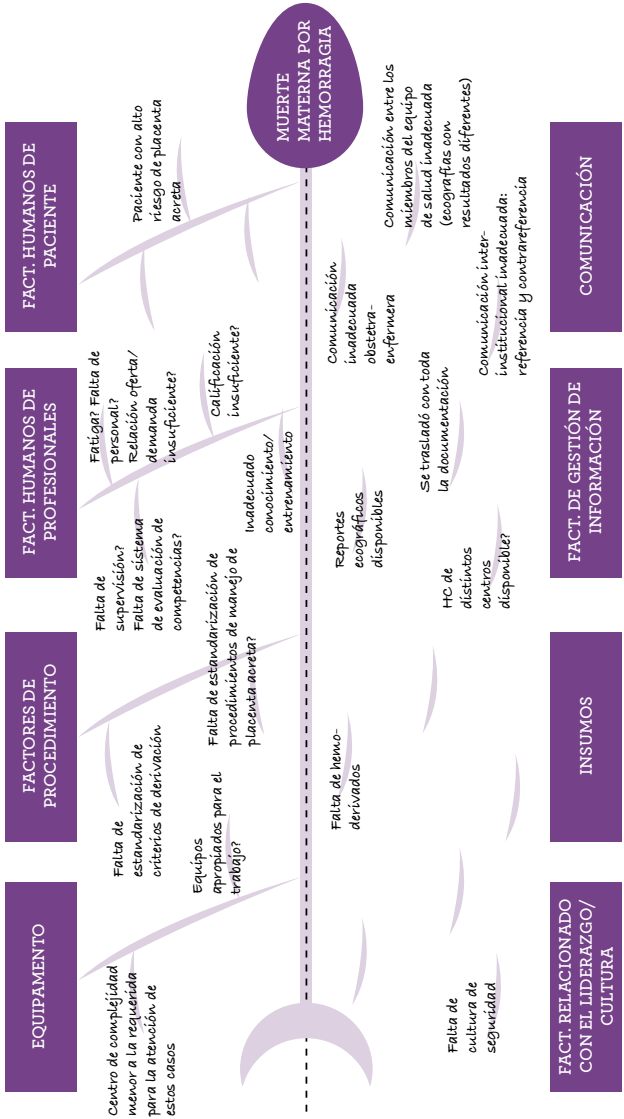 EQUIPAMENTO
FACTORES DE
PROCEDIMIENTO
FACT. HUMANOS DE
PROFESIONALES
FACT. HUMANOS DE
PACIENTE
Centro de complejidad
menor a la requerida
para la atención de
estos casos
Equipos
apropiados para el
trabajo?
Falta de
estandarización de
criterios de derivación
Falta de estandarización de
procedimientos de manejo de
placenta acreta?
Falta de
supervisión?
Falta de sistema
de evaluación de
competencias?
Inadecuado
conocimiento/
entrenamiento
Fatiga? Falta de
personal?
Relación oferta/
demanda
insuficiente?
Calificación
insuficiente?
Paciente con alto
riesgo de placenta
acreta
MUERTE
MATERNA POR
HEMORRAGIA
Falta de
cultura de
seguridad
Falta de hemo-
derivados
Reportes
ecográficos
disponibles
HC de
distintos
centros
disponible?
Se trasladó con toda
la documentación
Comunicación
inadecuada
obstetra-
enfermera
Comunicación inter-
institucional inadecuada:
referencia y contrareferencia
Comunicación entre los
miembros del equipo
de salud inadecuada
(ecografías con
resultados diferentes)
FACT. RELACIONADO
CON EL LIDERAZGO/
CULTURA
INSUMOS
FACT. DE GESTIÓN DE
INFORMACIÓN
COMUNICACIÓN